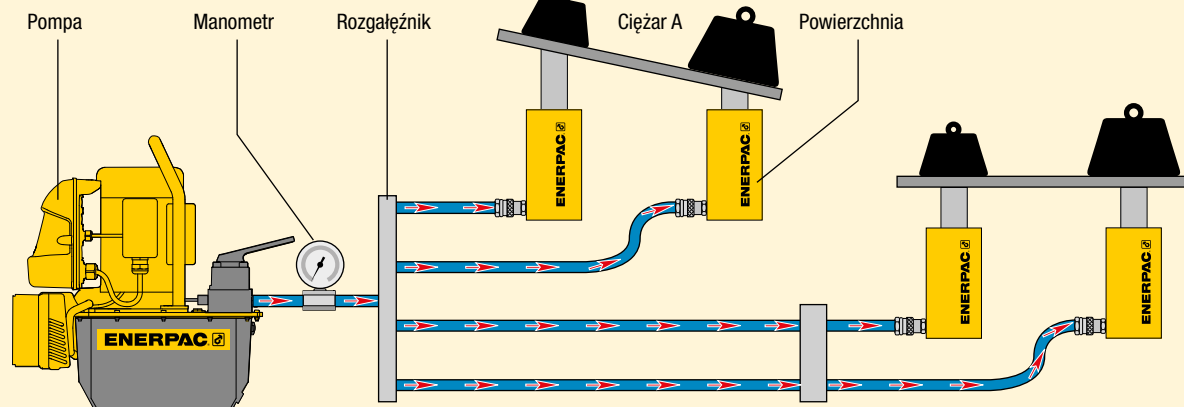 Pompa
Manometr
Rozgałęźnik
Ciężar A
Powierzchnia
ENERPAC
ENERPAC
ENERPAC
ENERPAC
ENERPAC